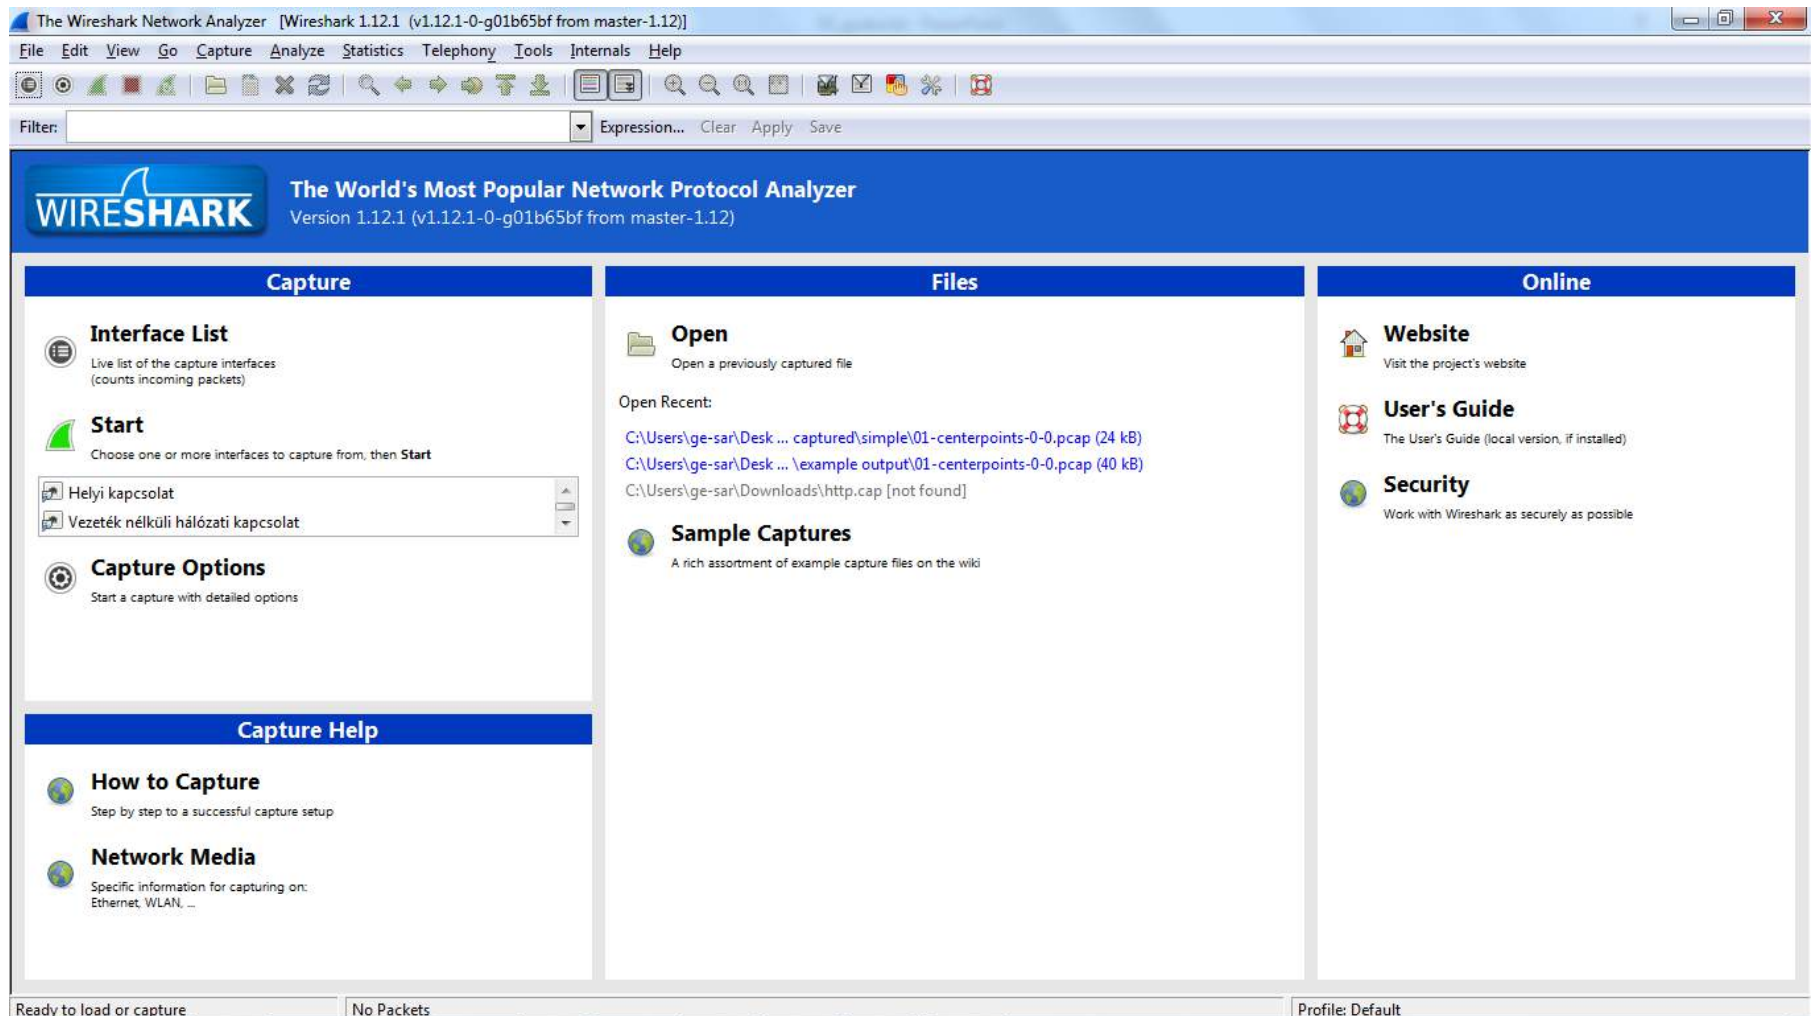 The Wireshark Network Analyzer [Wireshark 1.12.1 (v1.12.1-0-g01b65bf from master-1.12)]
File Edit View Go Capture Analyze Statistics Telephony Tools Internals Help
Filter: Expression... Clear Apply Save
WIRESHARK
The World's Most Popular Network Protocol Analyzer
Version 1.12.1 (v1.12.1-0-g01b65bf from master-1.12)
Capture
Interface List
Live list of the capture interfaces
(counts incoming packets)
Start
Choose one or more interfaces to capture from, then Start
Helyi kapcsolat
Vezeték nélküli hálózati kapcsolat
Capture Options
Start a capture with detailed options
Capture Help
How to Capture
Step by step to a successful capture setup
Network Media
Specific information for capturing on:
Ethernet, WLAN, ...
Files
Open
Open a previously captured file
Open Recent:
C:\Users\ge-sar\Desk ... captured\simple\01-centerpoints-0-0.pcap (24 kB)
C:\Users\ge-sar\Desk ... \example output\01-centerpoints-0-0.pcap (40 kB)
C:\Users\ge-sar\Downloads\http.cap [not found]
Sample Captures
A rich assortment of example capture files on the wiki
Online
Website
Visit the project's website
User's Guide
The User's Guide (local version, if installed)
Security
Work with Wireshark as securely as possible
Ready to load or capture
No Packets
Profile: Default